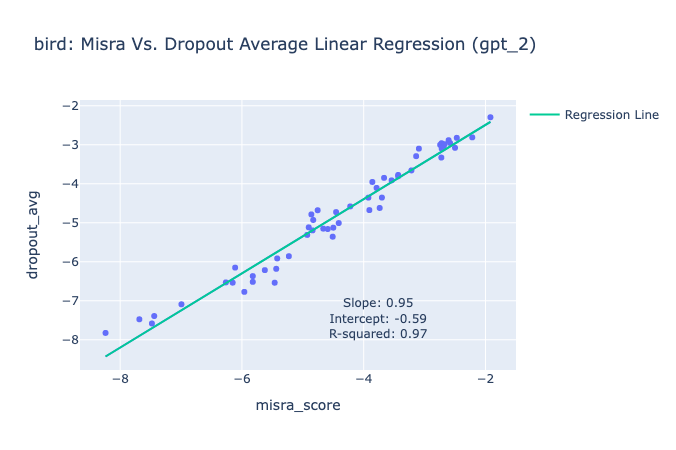 bird: Misra Vs. Dropout Average Linear Regression (gpt_2)
Regression Line
dropout_avg
−2
−3
−4
−5
−6
−7
−8
Slope: 0.95
Intercept: -0.59
R-squared: 0.97
−8
−6
−4
−2
misra_score